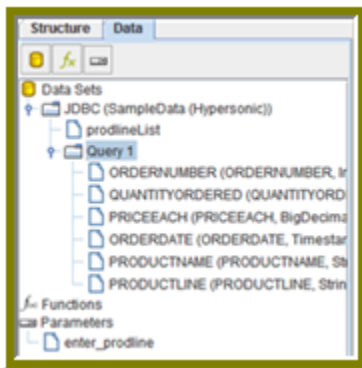 Structure Data
Data Sets
JDBC (SampleData (Hypersonic))
prodlineList
Query 1
ORDERNUMBER (ORDERNUMBER, In
QUANTITYORDERED (QUANTITYORD
PRICEEACH (PRICEEACH, BigDecima
ORDERDATE (ORDERDATE, Timestar
PRODUCTNAME (PRODUCTNAME, Str
PRODUCTLINE (PRODUCTLINE, Strin
Functions
Parameters
enter_prodline